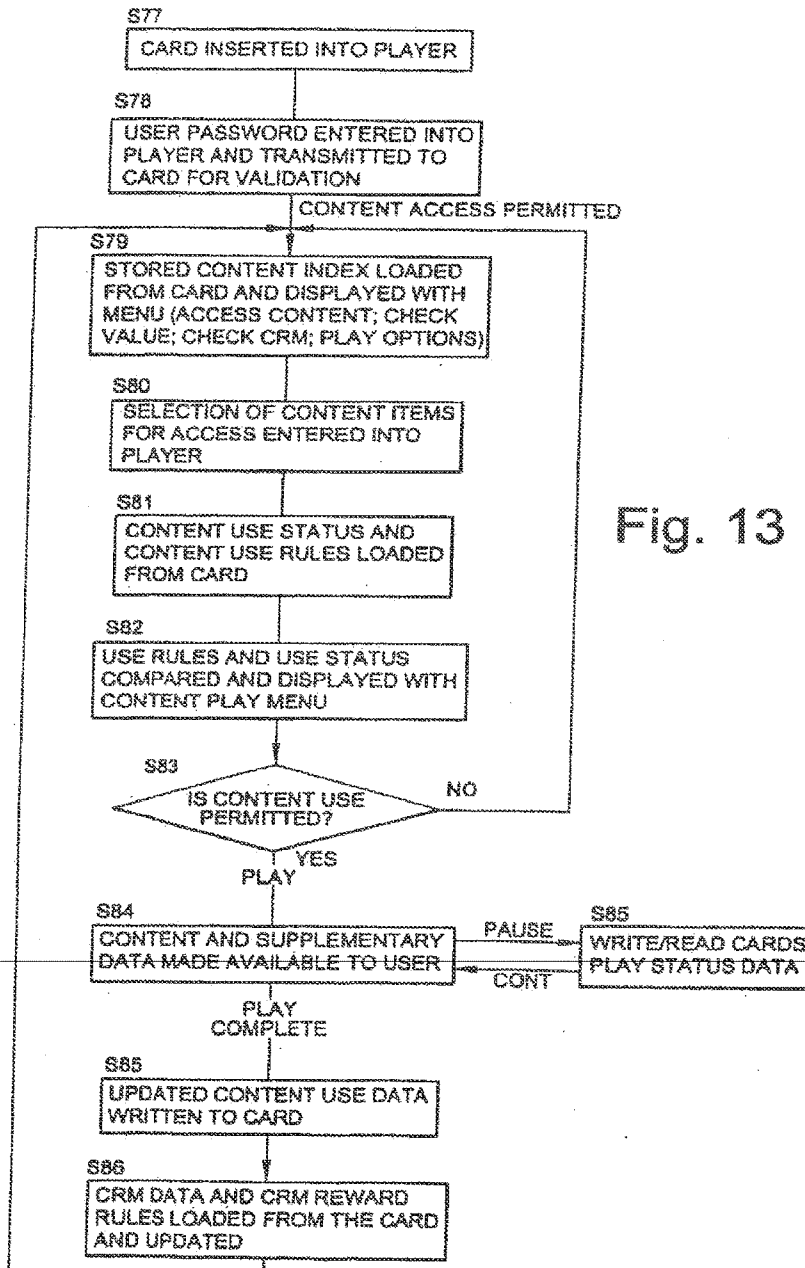 S77
CARD INSERTED INTO PLAYER
S78
USER PASSWORD ENTERED INTO
PLAYER AND TRANSMITTED TO
CARD FOR VALIDATION
CONTENT ACCESS PERMITTED
S79
STORED CONTENT INDEX LOADED
FROM CARD AND DISPLAYED WITH
MENU (ACCESS CONTENT; CHECK
VALUE; CHECK CRM; PLAY OPTIONS)
S80
SELECTION OF CONTENT ITEMS
FOR ACCESS ENTERED INTO
PLAYER
S81
CONTENT USE STATUS AND
CONTENT USE RULES LOADED
FROM CARD
Fig. 13
S82
USE RULES AND USE STATUS
COMPARED AND DISPLAYED WITH
CONTENT PLAY MENU
S83
IS CONTENT USE
PERMITTED?
NO
YES
PLAY
S84
CONTENT AND SUPPLEMENTARY
DATA MADE AVAILABLE TO USER
PAUSE
CONT
S85
WRITE/READ CARDS
PLAY STATUS DATA
PLAY
COMPLETE
S85
UPDATED CONTENT USE DATA
WRITTEN TO CARD
S86
CRM DATA AND CRM REWARD
RULES LOADED FROM THE CARD
AND UPDATED